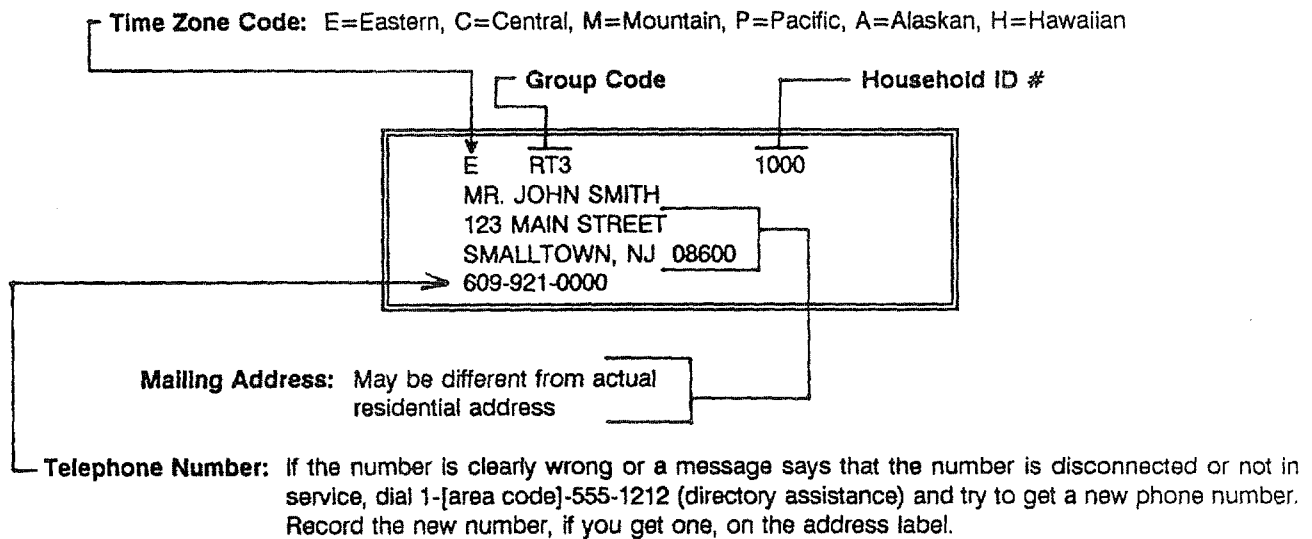 Time Zone Code: E=Eastern, C=Central, M=Mountain, P=Pacific, A=Alaskan, H=Hawaiian
Group Code Household ID #
E RT3 1000
MR. JOHN SMITH
123 MAIN STREET
SMALLTOWN, NJ 08600
609-921-0000
Mailing Address: May be different from actual
residential address
Telephone Number: If the number is clearly wrong or a message says that the number is disconnected or not in
service, dial 1-[area code]-555-1212 (directory assistance) and try to get a new phone number.
Record the new number, if you get one, on the address label.